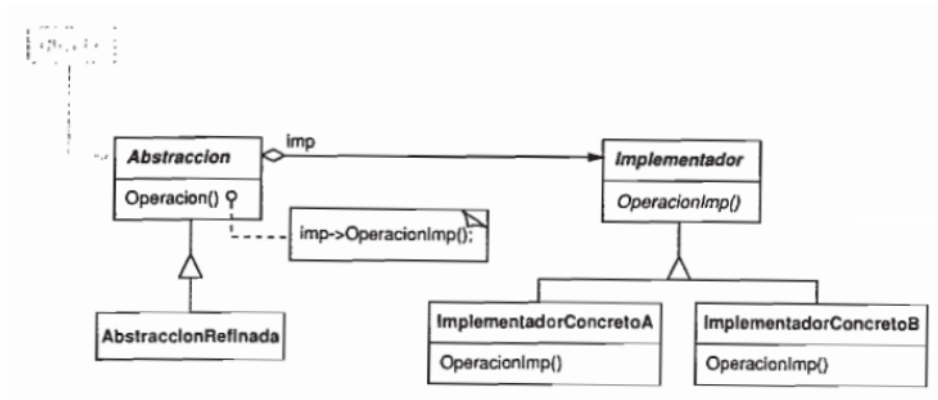 imp
Abstraccion
Implementador
Operacion()
OperacionImp()
imp->OperacionImp();
AbstraccionRefinada
ImplementadorConcretoA
ImplementadorConcretoB
OperacionImp()
OperacionImp()